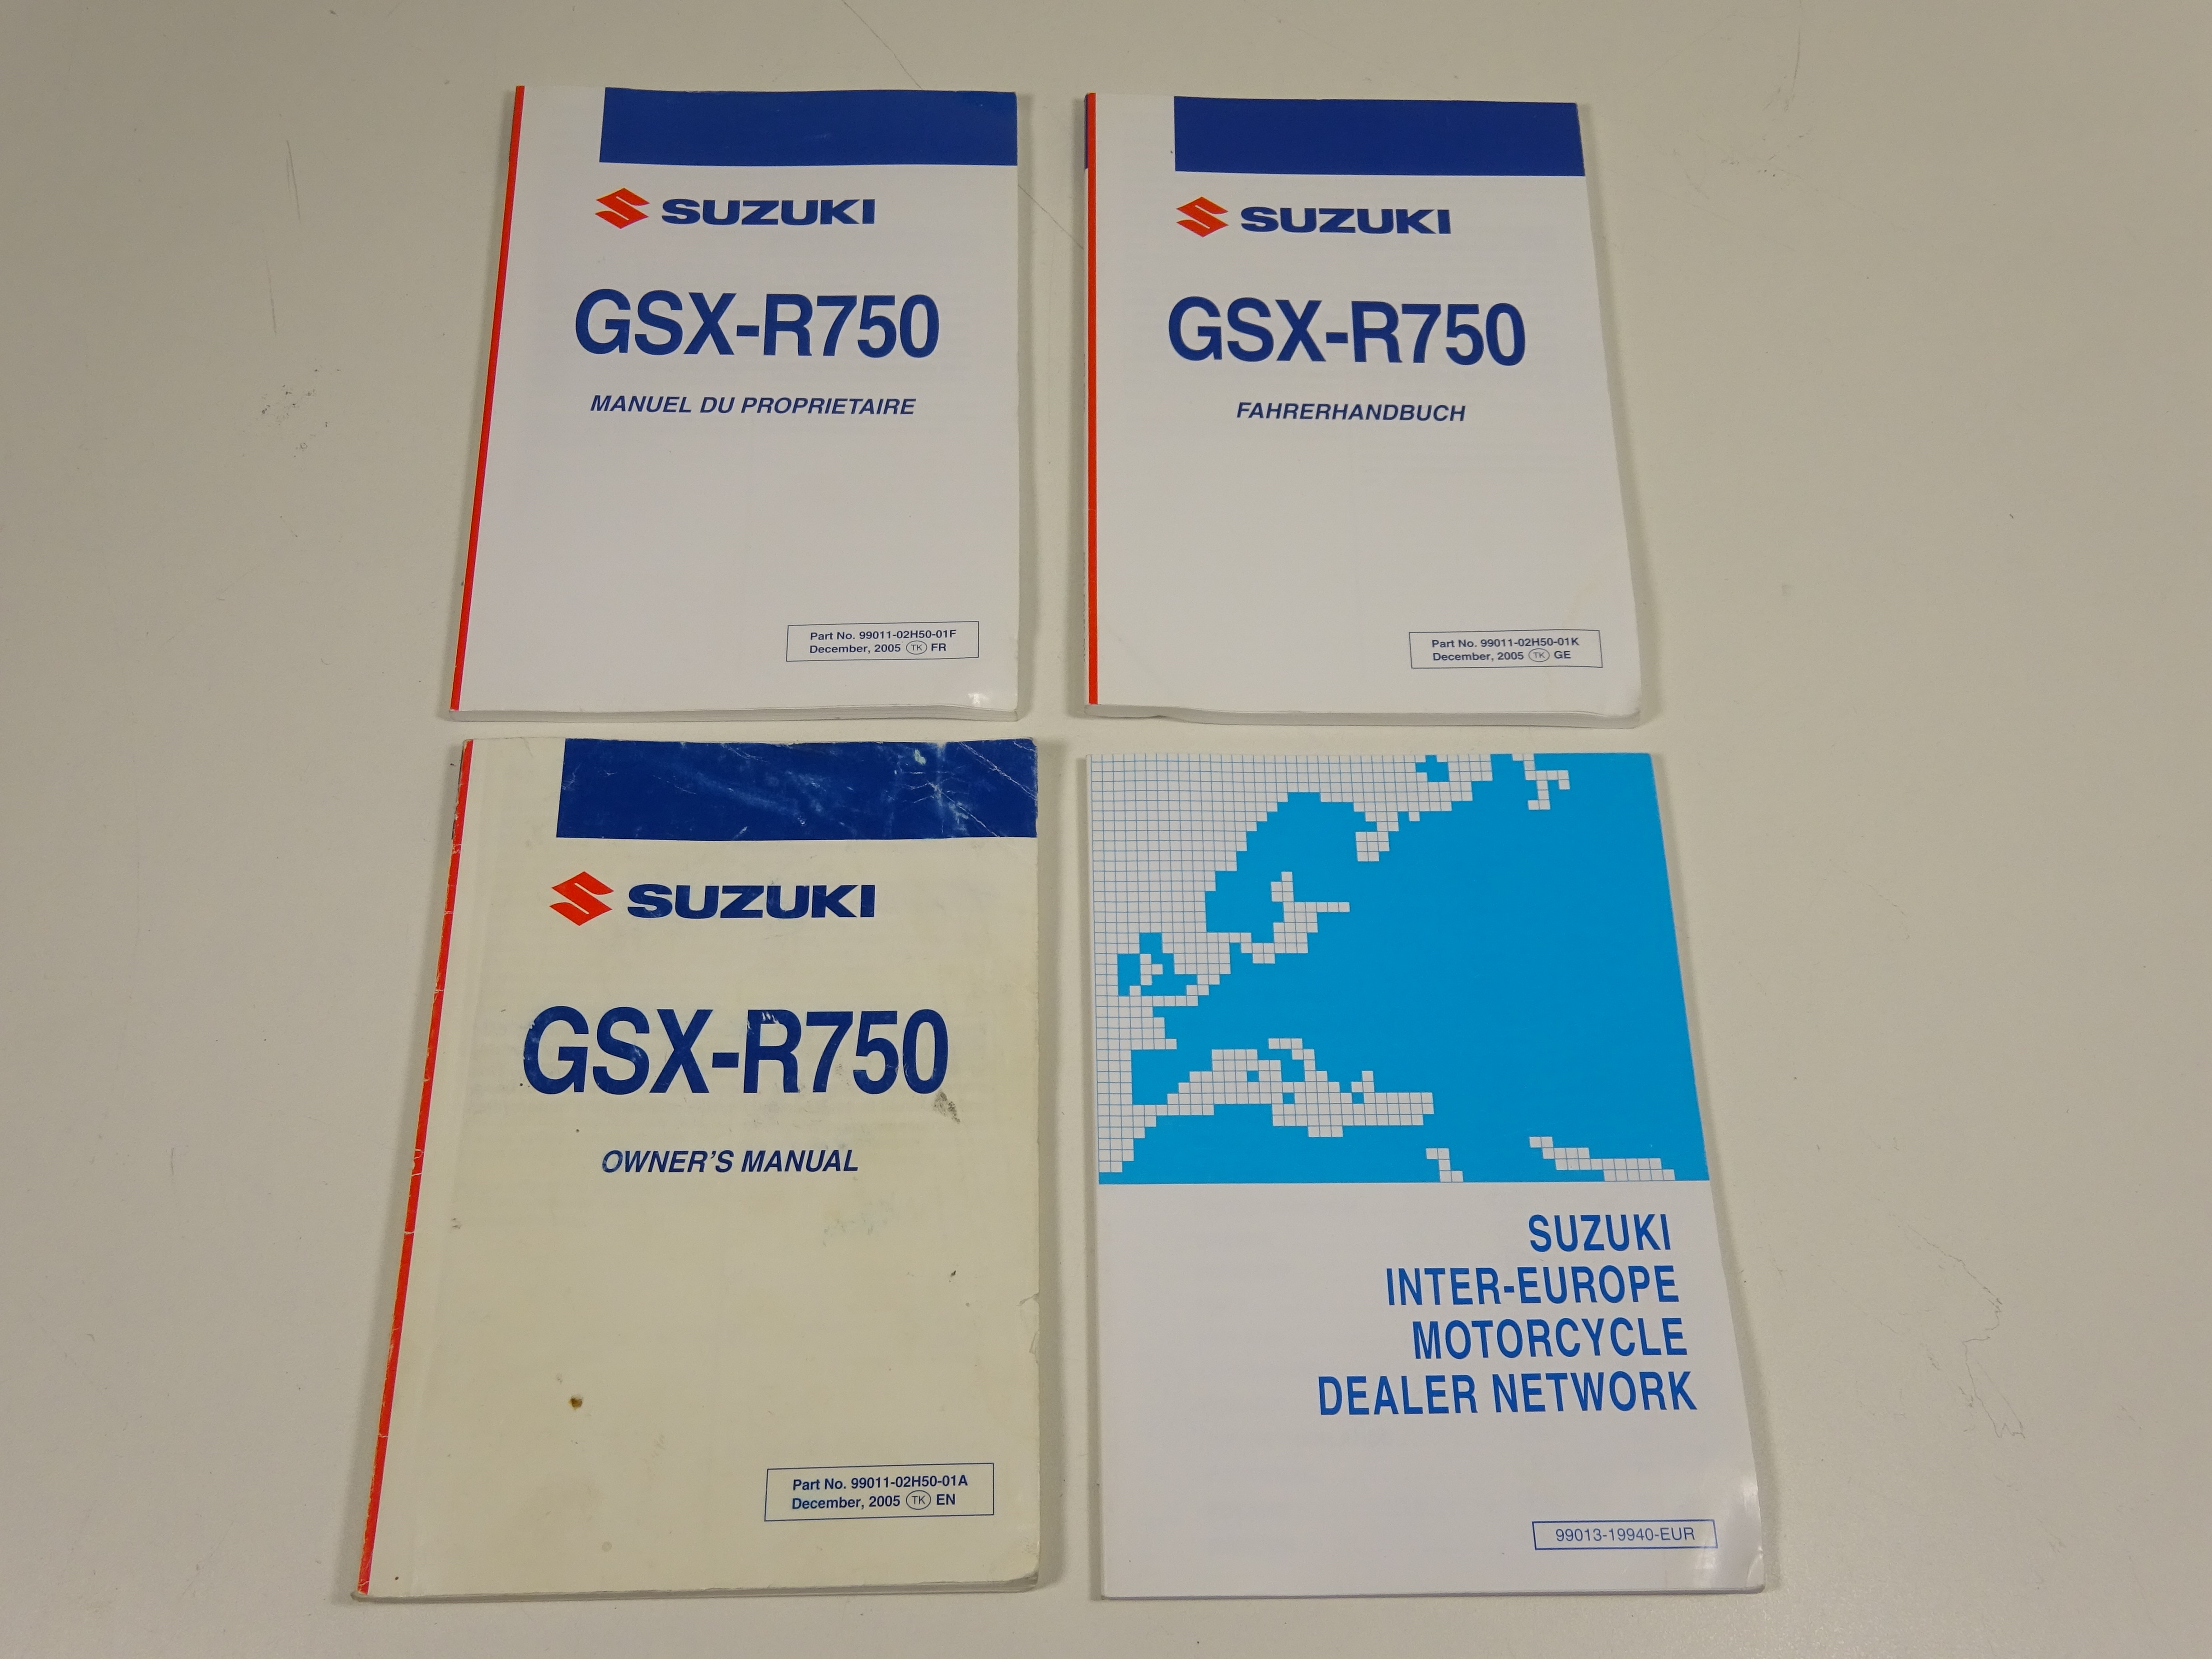 SUZUKI
GSX-R750
MANUEL DU PROPRIETAIRE
Part No. 99011-02H50-01F
December, 2005 TK FR
SUZUKI
GSX-R750
FAHRERHANDBUCH
Part No. 99011-02H50-01K
December, 2005 TK GE
SUZUKI
GSX-R750
OWNER'S MANUAL
Part No. 99011-02H50-01A
December, 2005 TK EN
SUZUKI
INTER-EUROPE
MOTORCYCLE
DEALER NETWORK
99013-19940-EUR